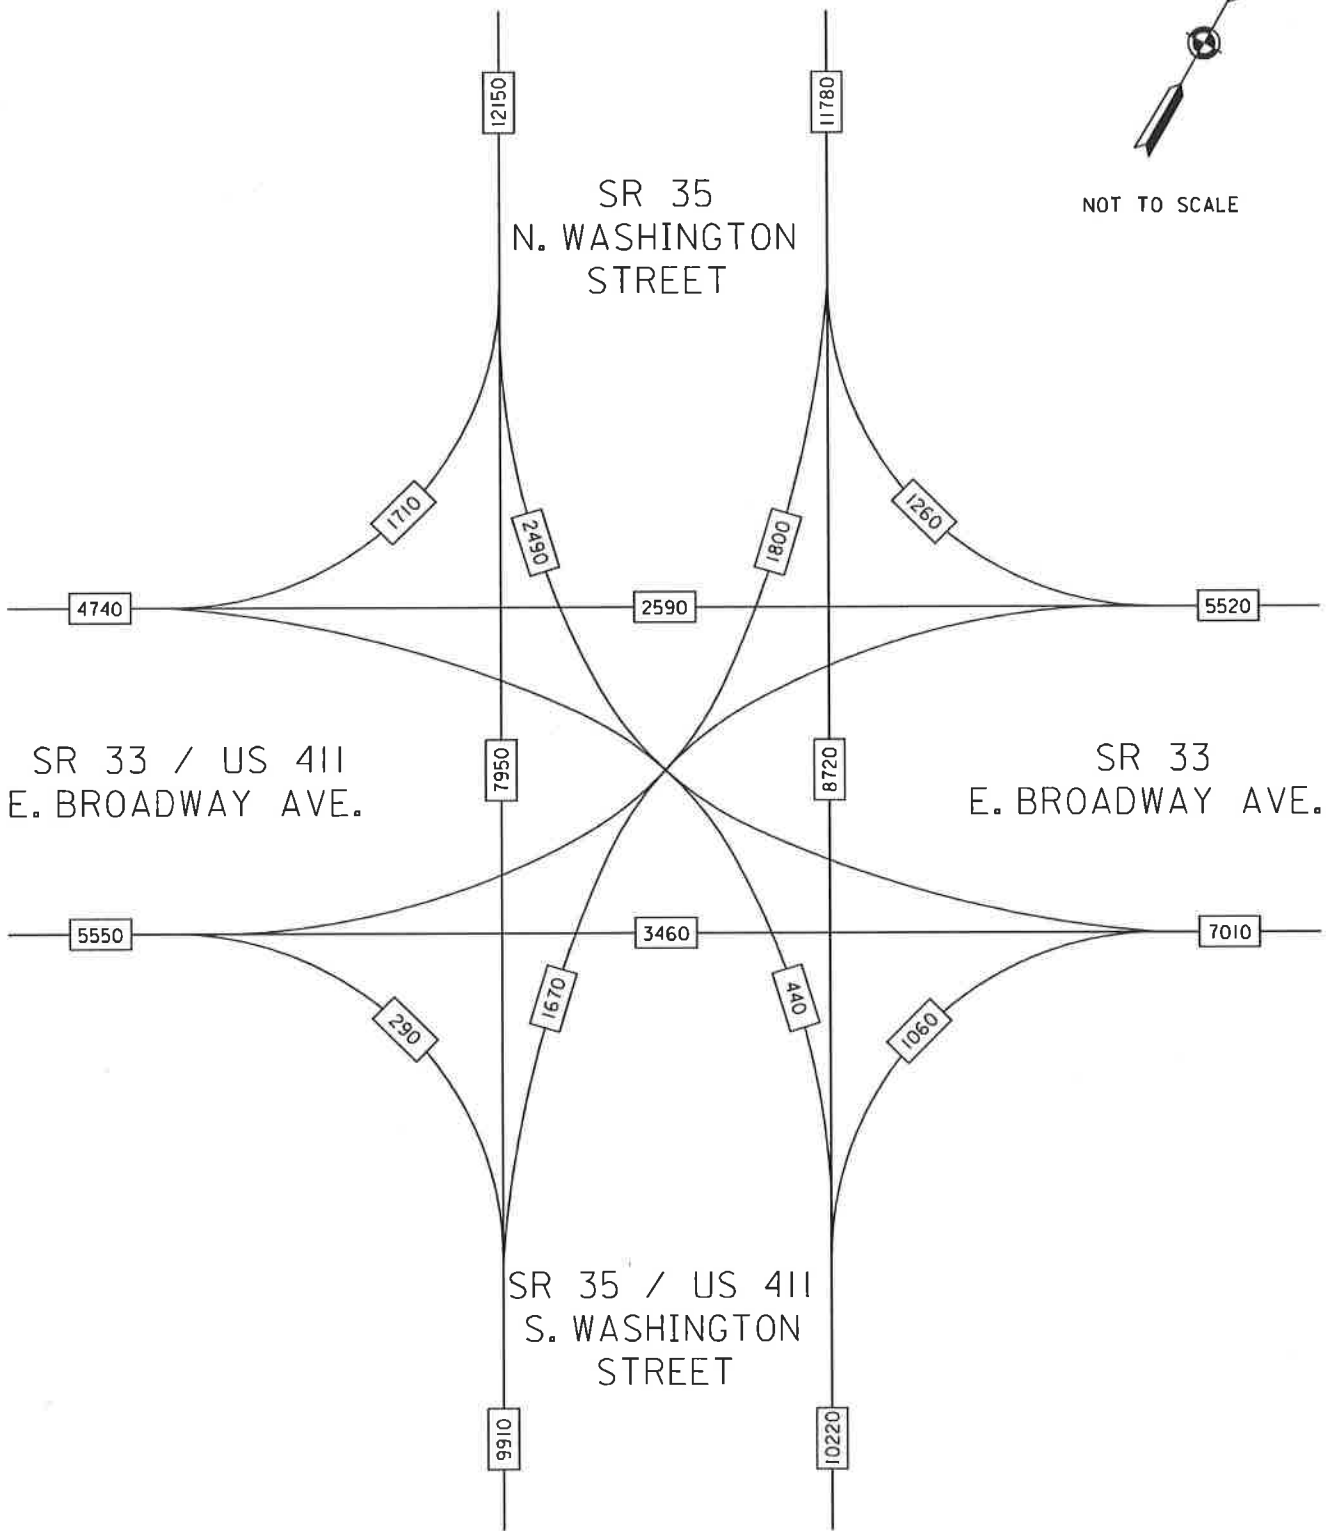 12150
11780
SR 35
N. WASHINGTON
STREET
NOT TO SCALE
1710
2490
1800
1260
4740
2590
5520
SR 33 / US 411
E. BROADWAY AVE.
7950
8720
SR 33
E. BROADWAY AVE.
5550
3460
7010
290
1670
440
1060
SR 35 / US 411
S. WASHINGTON
STREET
9910
10220